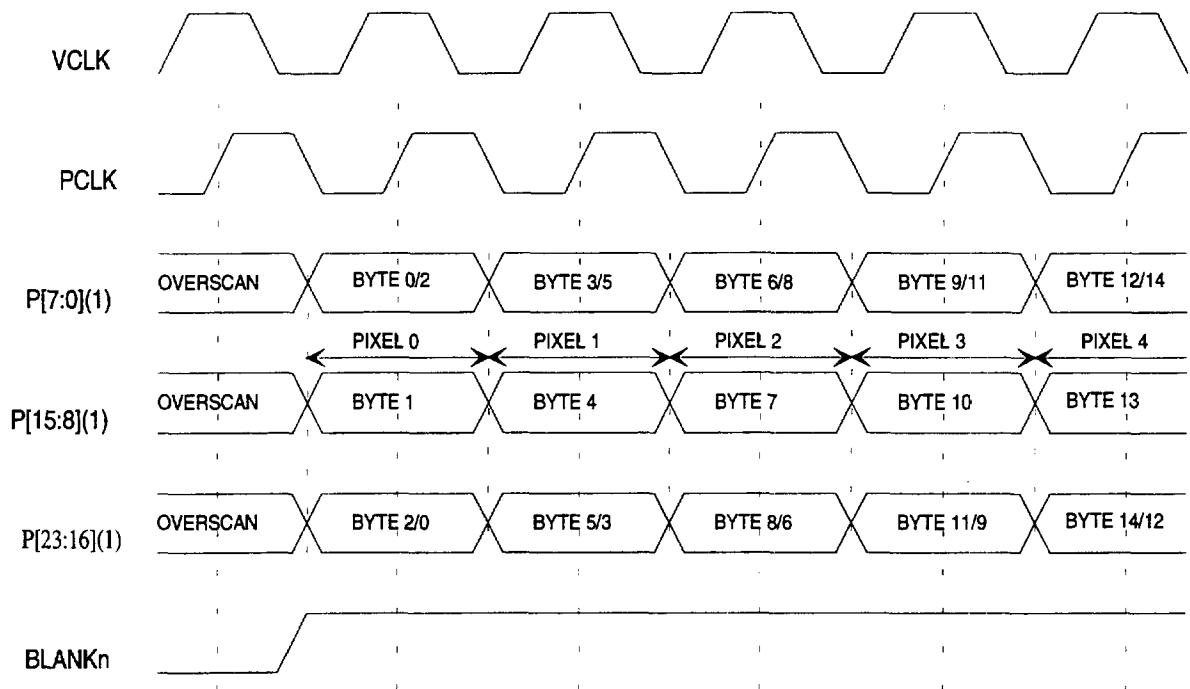 VCLK
PCLK
P[7:0](1) OVERSCAN BYTE 0/2 BYTE 3/5 BYTE 6/8 BYTE 9/11 BYTE 12/14
PIXEL 0 PIXEL 1 PIXEL 2 PIXEL 3 PIXEL 4
P[15:8](1) OVERSCAN BYTE 1 BYTE 4 BYTE 7 BYTE 10 BYTE 13
P[23:16](1) OVERSCAN BYTE 2/0 BYTE 5/3 BYTE 8/6 BYTE 11/9 BYTE 14/12
BLANKn